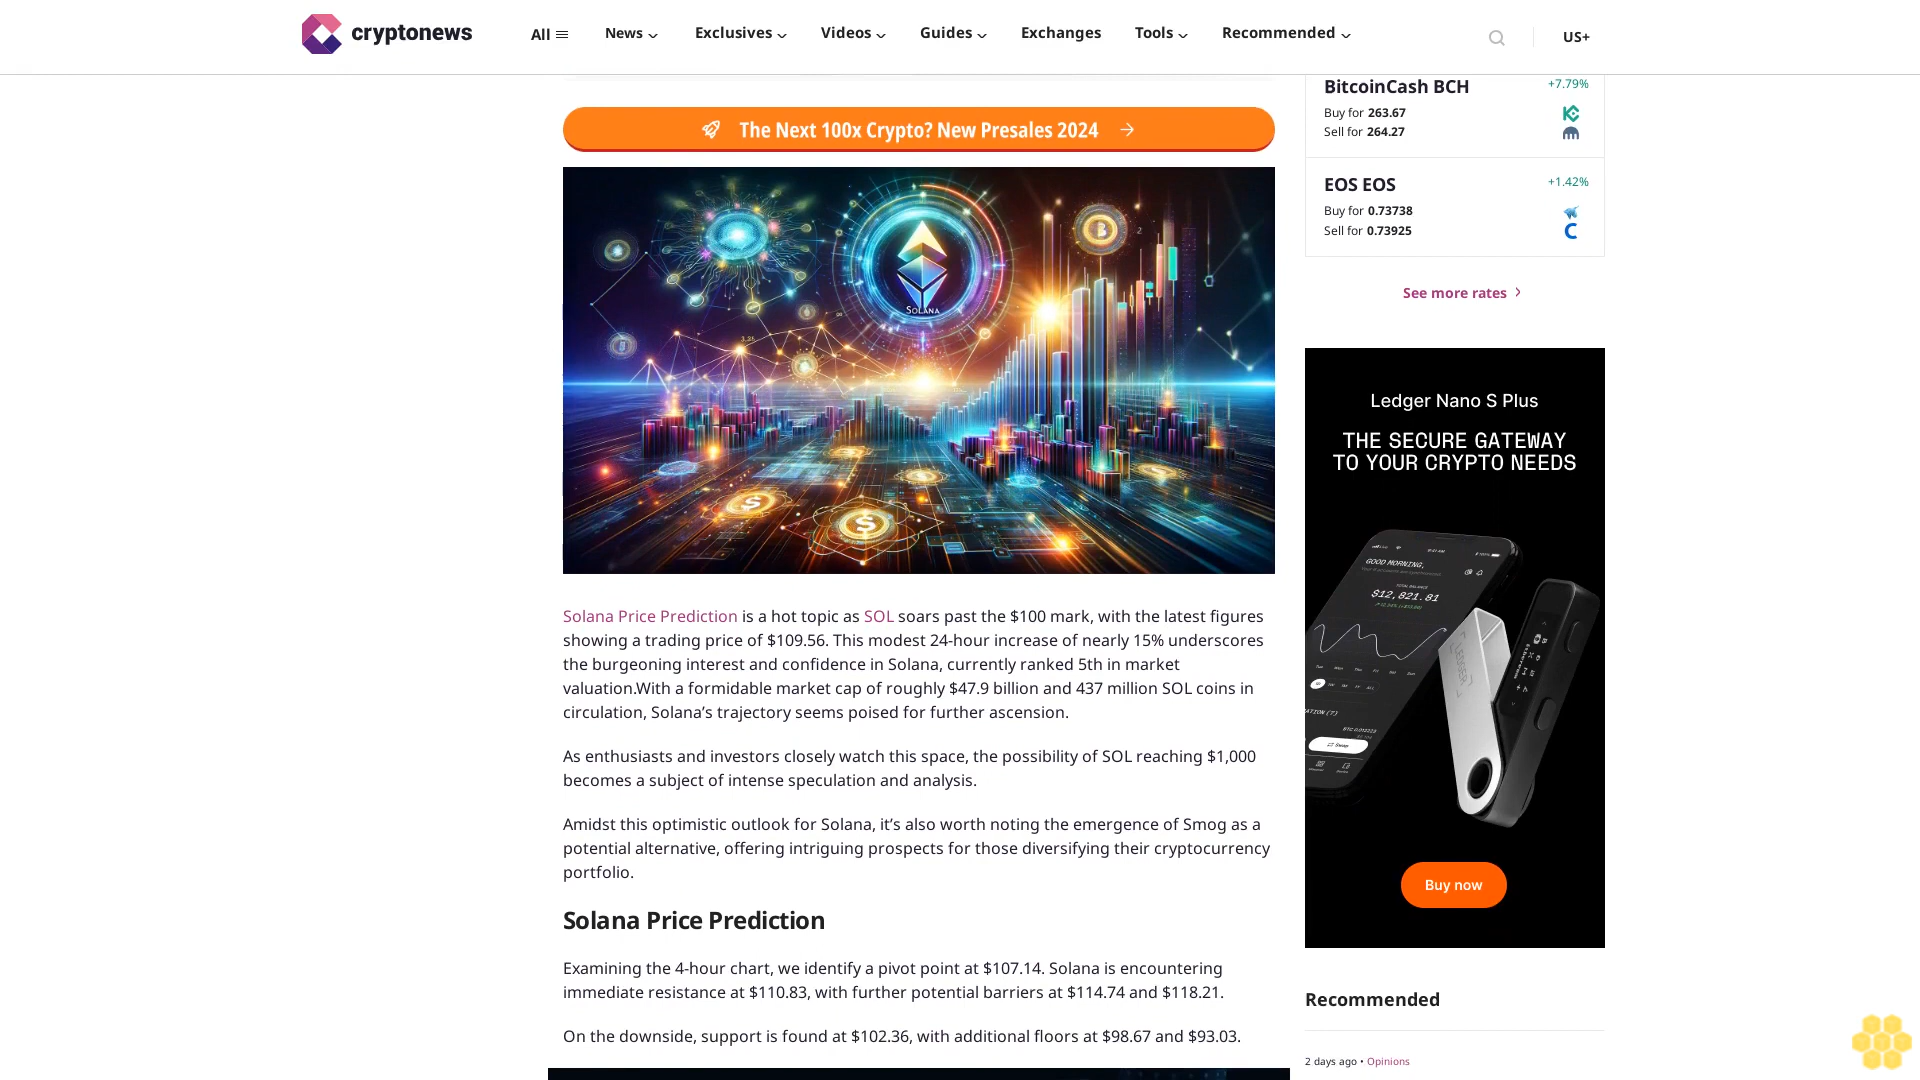 cryptonews
All
News
Exclusives
Videos
Guides
Exchanges
Tools
Recommended
US+
The Next 100x Crypto? New Presales 2024
SOLANA
Solana Price Prediction is a hot topic as SOL soars past the $100 mark, with the latest figures
showing a trading price of $109.56. This modest 24-hour increase of nearly 15% underscores
the burgeoning interest and confidence in Solana, currently ranked 5th in market
valuation.With a formidable market cap of roughly $47.9 billion and 437 million SOL coins in
circulation, Solana’s trajectory seems poised for further ascension.
As enthusiasts and investors closely watch this space, the possibility of SOL reaching $1,000
becomes a subject of intense speculation and analysis.
Amidst this optimistic outlook for Solana, it’s also worth noting the emergence of Smog as a
potential alternative, offering intriguing prospects for those diversifying their cryptocurrency
portfolio.
Solana Price Prediction
Examining the 4-hour chart, we identify a pivot point at $107.14. Solana is encountering
immediate resistance at $110.83, with further potential barriers at $114.74 and $118.21.
On the downside, support is found at $102.36, with additional floors at $98.67 and $93.03.
BitcoinCash BCH
+7.79%
Buy for 263.67
Sell for 264.27
EOS EOS
+1.42%
Buy for 0.73738
Sell for 0.73925
See more rates
Ledger Nano S Plus
THE SECURE GATEWAY
TO YOUR CRYPTO NEEDS
9:41 AM
GOOD MORNING,
TOTAL BALANCE
$12,821.81
Swap
Buy now
Recommended
2 days ago • Opinions